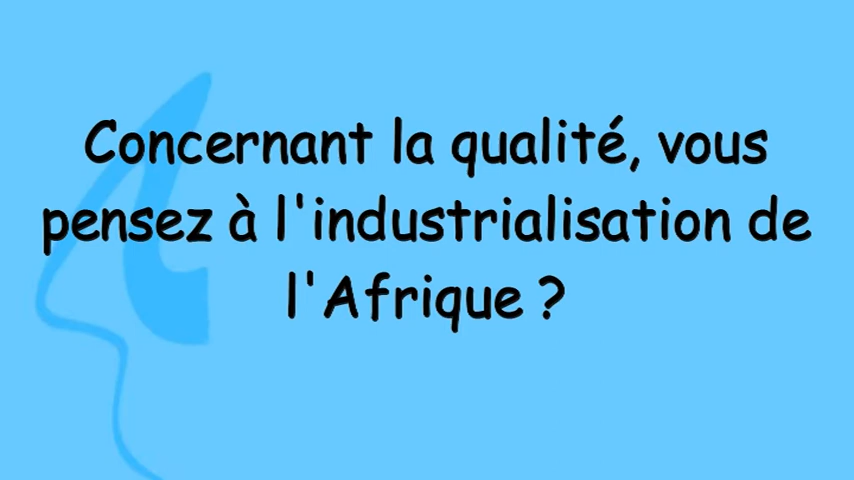 Concernant la qualité, vous
pensez à l'industrialisation de
l'Afrique ?